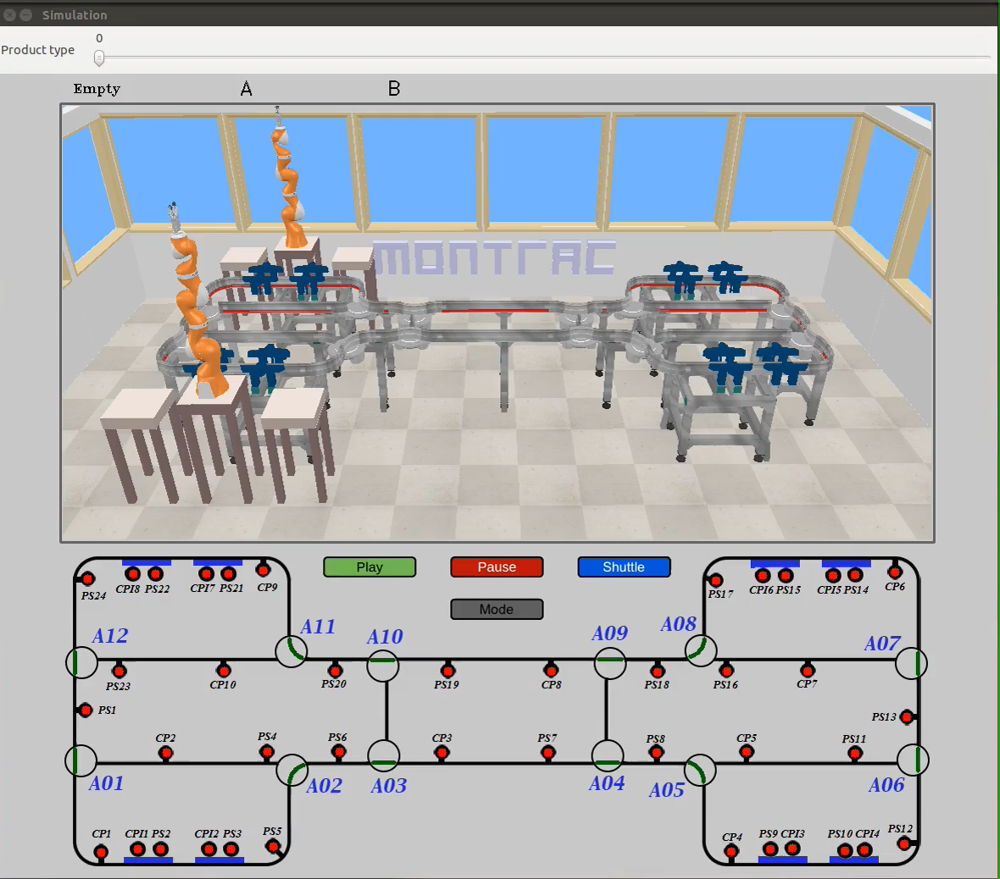 Simulation
0
Product type
Empty A B
MONTRAC
Play Pause Shuttle
Mode
PS24 CPI8 PS22 CPI7 PS21 CP9
PS17 CPI6 PS15 CPI5 PS14 CP6
A12 A11 A10 A09 A08 A07
PS23 CP10 PS20 PS19 CP8 PS18 PS16 CP7
PS1 PS13
CP2 PS4 PS6 CP3 PS7 PS8 CP5 PS11
A01 A02 A03 A04 A05 A06
CP1 CPI1 PS2 CPI2 PS3 PS5
CP4 PS9 CPI3 PS10 CPI4 PS12